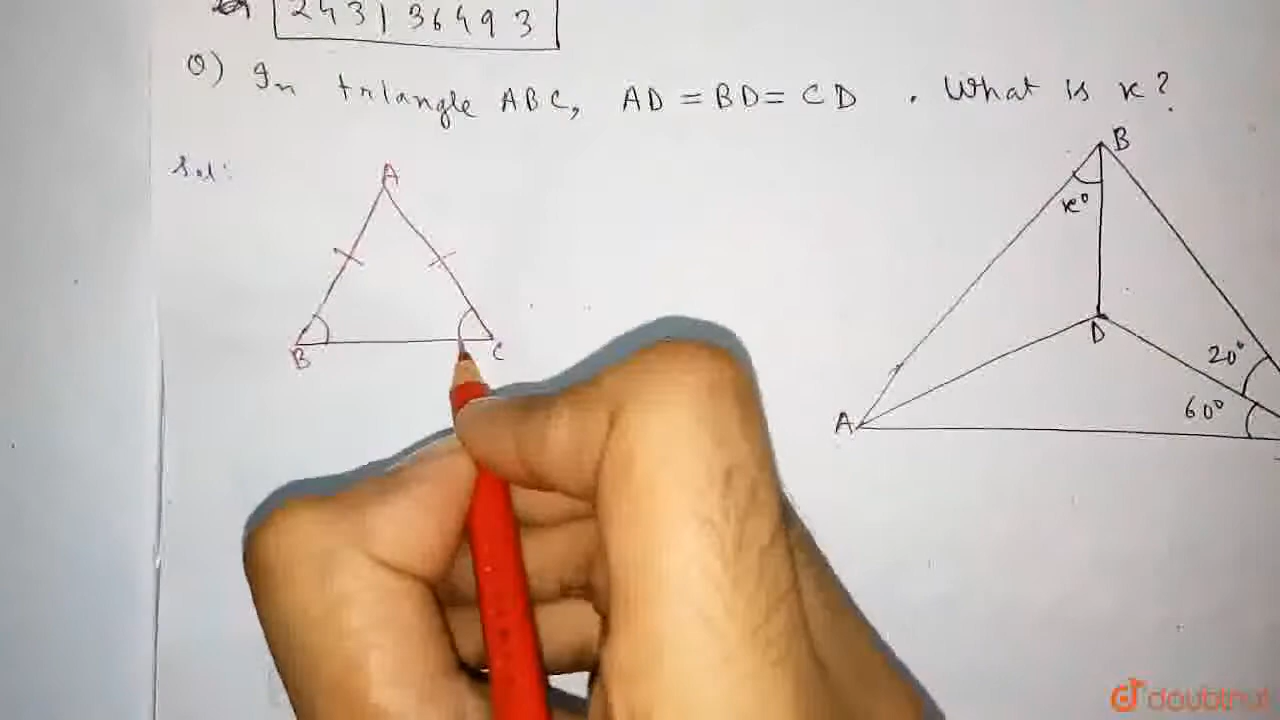 243136493
Q) In triangle ABC, AD = BD = CD . What is x?
Sol:
A
B
C
B
x°
D
20°
60°
A
doubtnut